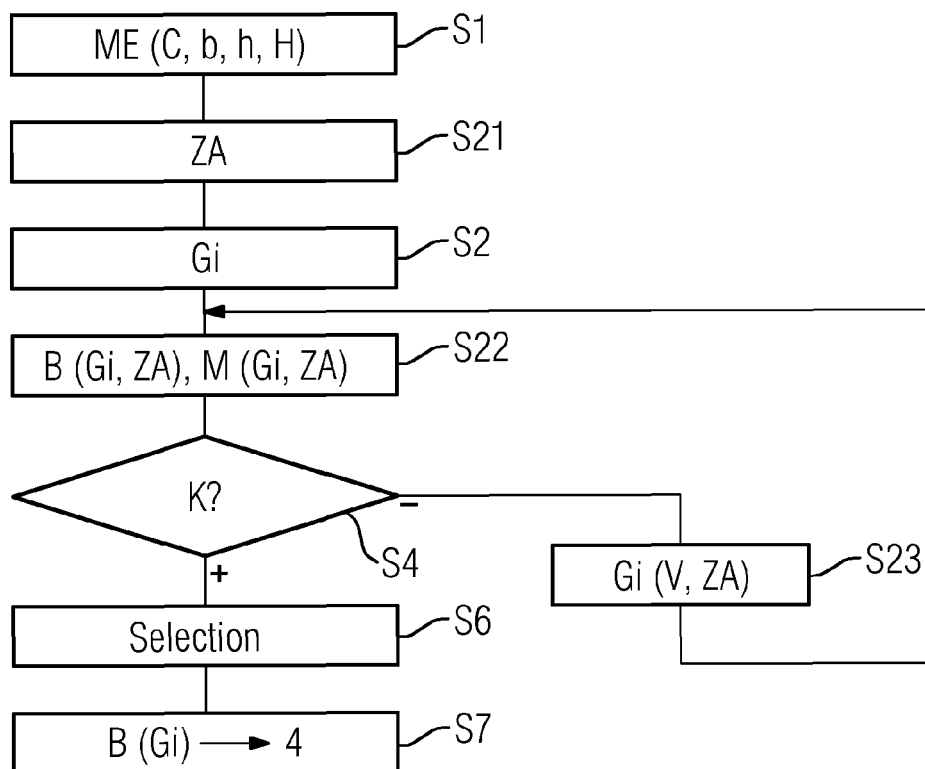 ME (C, b, h, H)
S1
ZA
S21
Gi
S2
B (Gi, ZA), M (Gi, ZA)
S22
K?
−
S4
+
Gi (V, ZA)
S23
Selection
S6
B (Gi) → 4
S7